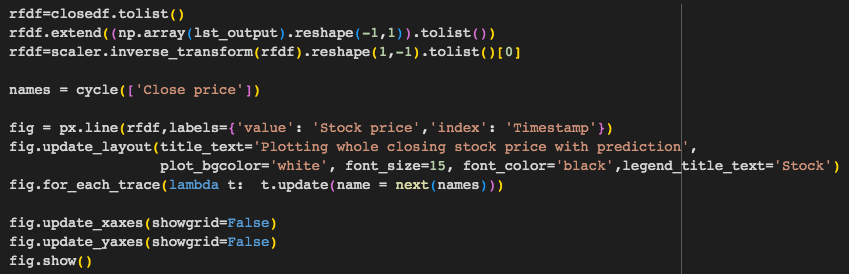 rfdf=closedf.tolist()
rfdf.extend((np.array(lst_output).reshape(-1,1)).tolist())
rfdf=scaler.inverse_transform(rfdf).reshape(1,-1).tolist()[0]
names = cycle(['Close price'])
fig = px.line(rfdf,labels={'value': 'Stock price','index': 'Timestamp'})
fig.update_layout(title_text='Plotting whole closing stock price with prediction',
plot_bgcolor='white', font_size=15, font_color='black',legend_title_text='Stock')
fig.for_each_trace(lambda t:  t.update(name = next(names)))
fig.update_xaxes(showgrid=False)
fig.update_yaxes(showgrid=False)
fig.show()